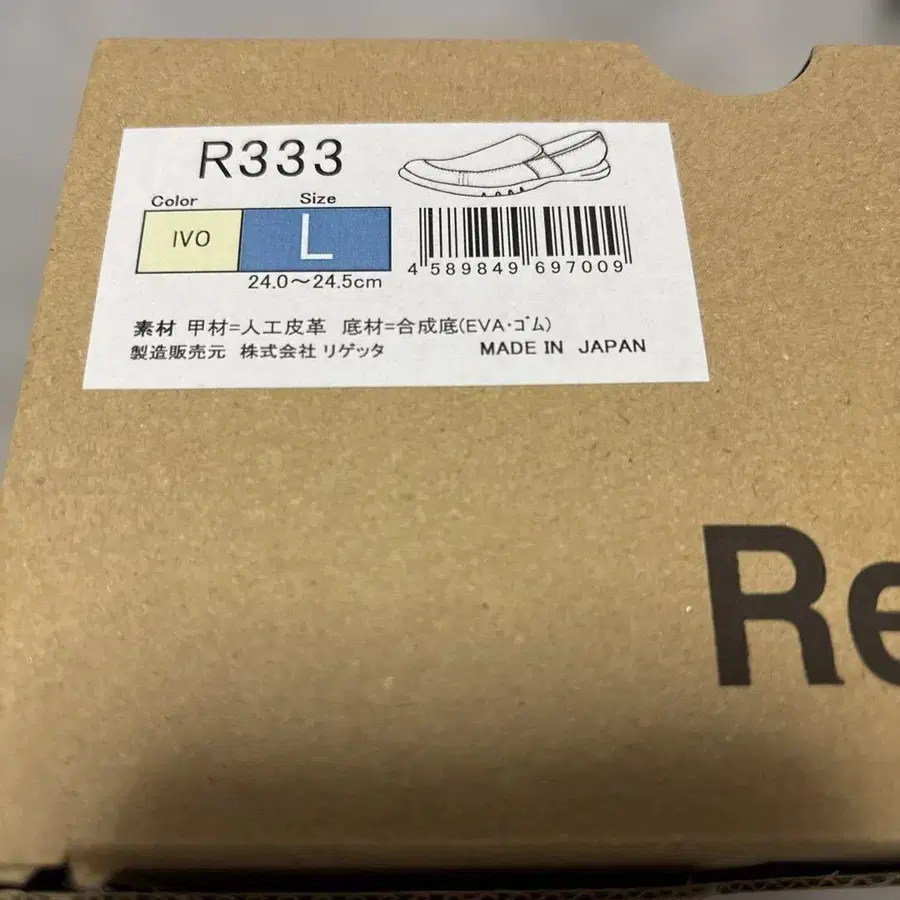 R333
Color
Size
IVO
L
24.0～24.5cm
4 589849 697009
素材 甲材=人工皮革 底材=合成底(EVA･ｺﾞﾑ)
製造販売元 株式会社 リゲッタ MADE IN JAPAN
Re